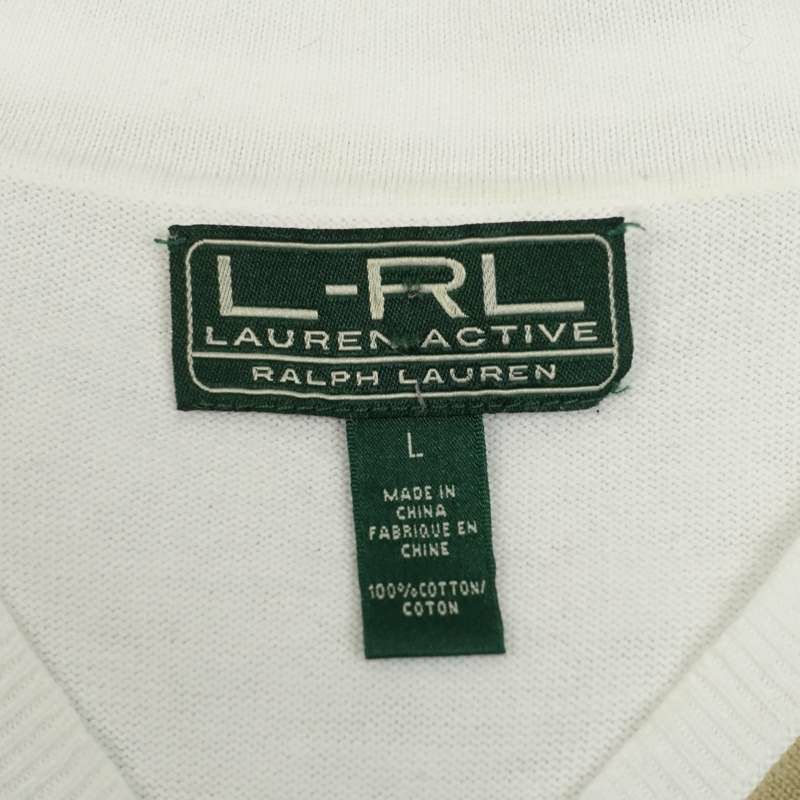 L-RL
LAUREN ACTIVE
RALPH LAUREN
L
MADE IN
CHINA
FABRIQUE EN
CHINE
100%COTTON/
COTON